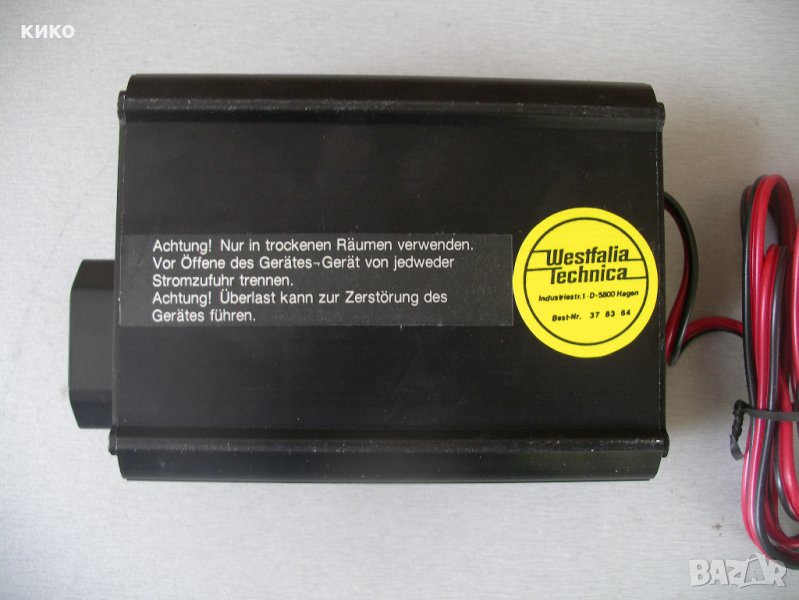 кико
Achtung! Nur in trockenen Räumen verwenden.
Vor Öffene des Gerätes-Gerät von jedweder
Stromzufuhr trennen.
Achtung! Überlast kann zur Zerstörung des
Gerätes führen.
Westfalia
Technica
Industriestr.1·D-5800 Hagen
Best-Nr. 37 83 64
BAZAR